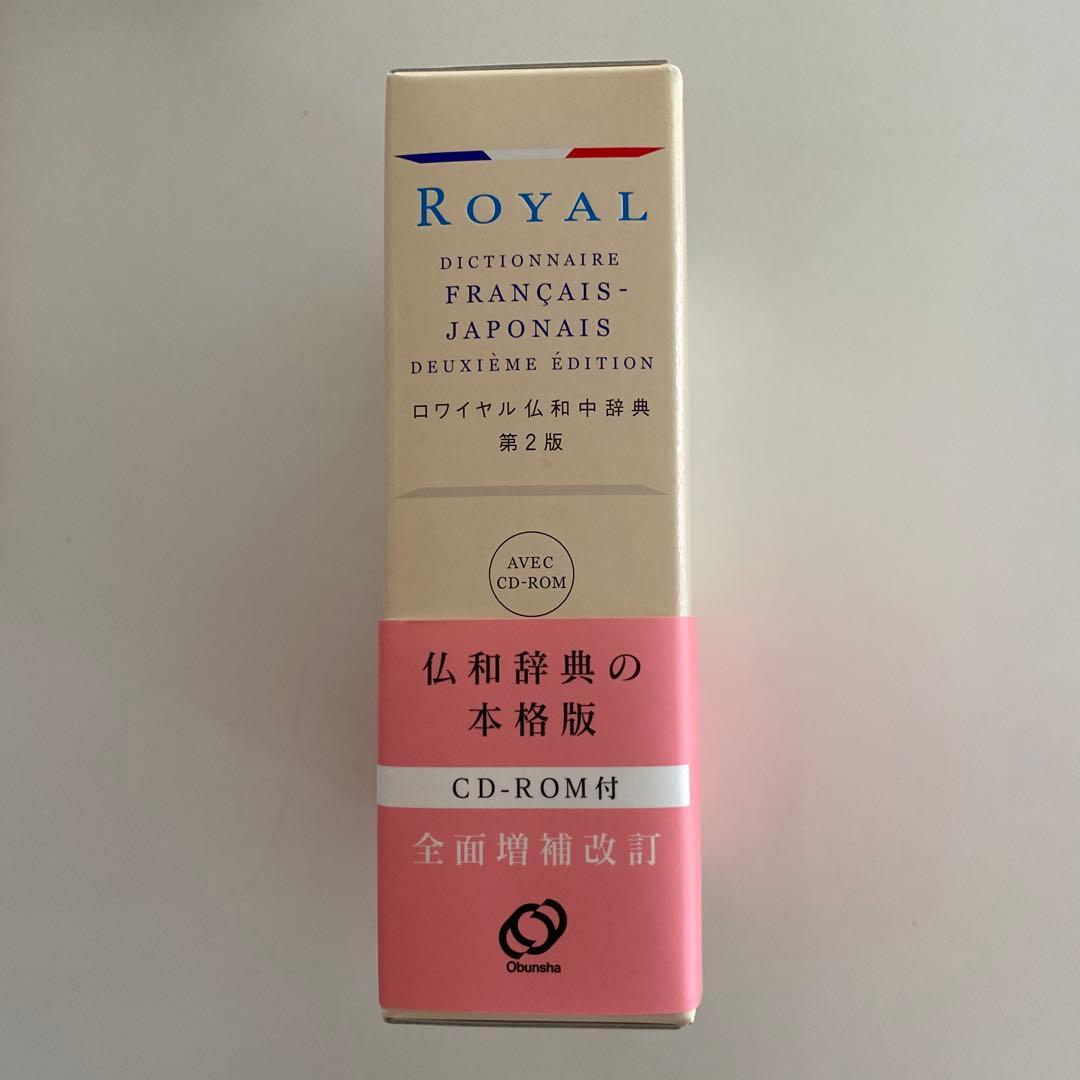 ROYAL
DICTIONNAIRE
FRANÇAIS-
JAPONAIS
DEUXIÈME ÉDITION
ロワイヤル仏和中辞典
第2版
AVEC
CD-ROM
仏和辞典の
本格版
CD-ROM付
全面増補改訂
Obunsha